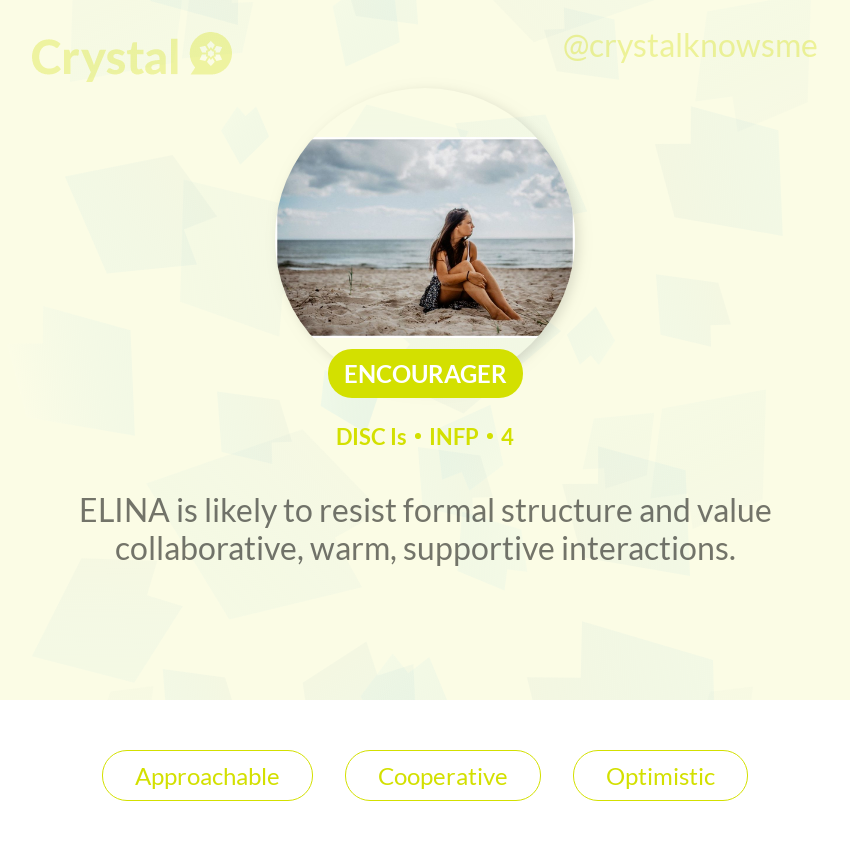 Crystal
@crystalknowsme
ENCOURAGER
DISC Is • INFP • 4
ELINA is likely to resist formal structure and value
collaborative, warm, supportive interactions.
Approachable
Cooperative
Optimistic